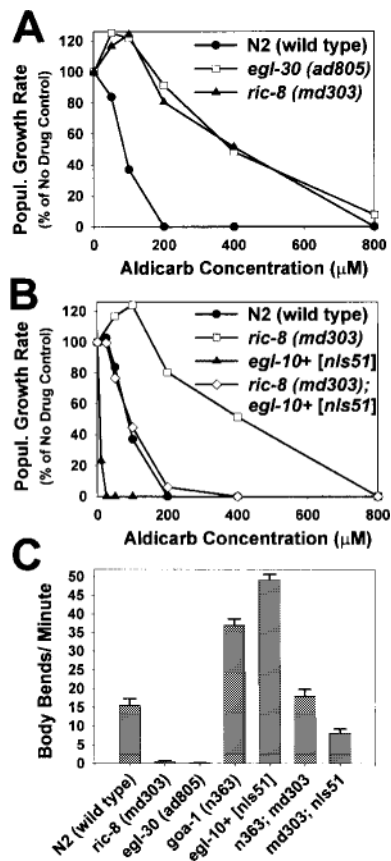 A
N2 (wild type)
egl-30 (ad805)
ric-8 (md303)
Popul. Growth Rate
(% of No Drug Control)
120
100
80
60
40
20
0
0 200 400 600 800
Aldicarb Concentration (μM)
B
N2 (wild type)
ric-8 (md303)
egl-10+ [nIs51]
ric-8 (md303);
egl-10+ [nIs51]
Popul. Growth Rate
(% of No Drug Control)
120
100
80
60
40
20
0
0 200 400 600 800
Aldicarb Concentration (μM)
C
Body Bends/ Minute
50
45
40
35
30
25
20
15
10
5
0
N2 (wild type)
ric-8 (md303)
egl-30 (ad805)
goa-1 (n363)
egl-10+ [nIs51]
n363; md303
md303; nIs51